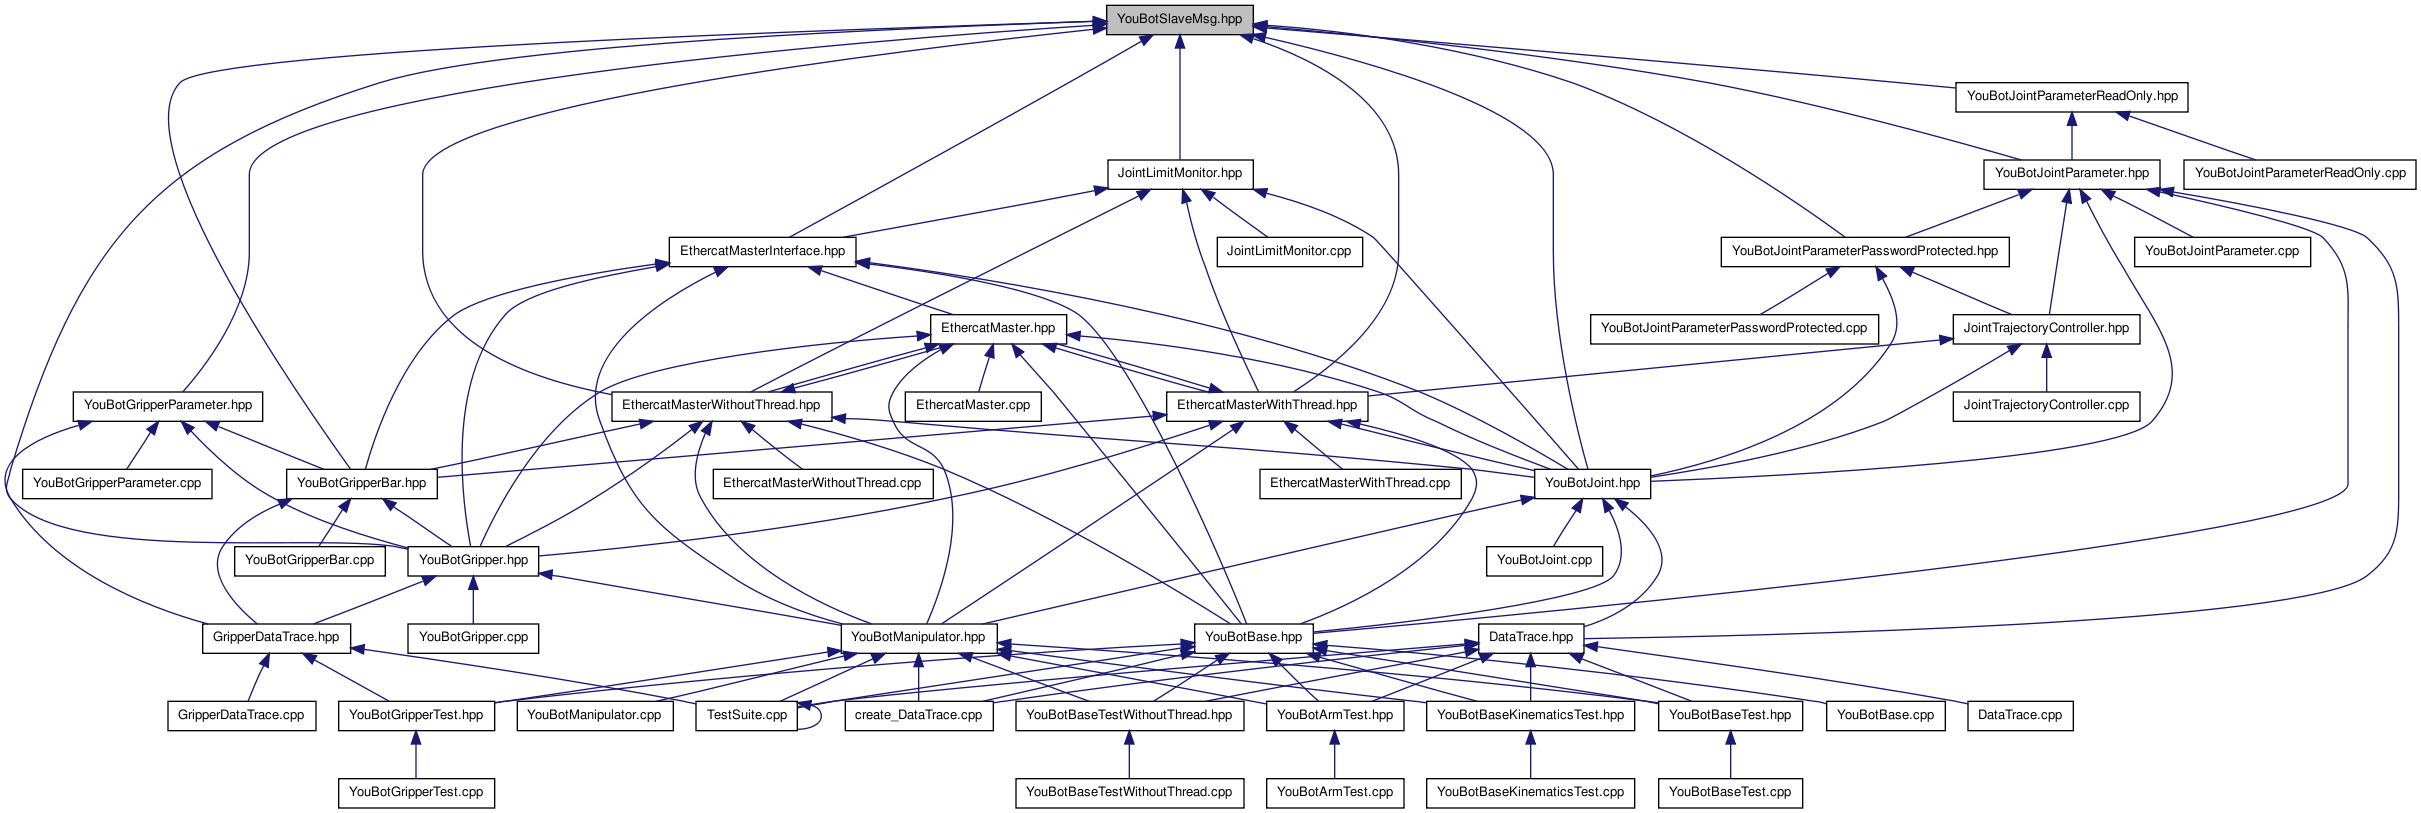 YouBotSlaveMsg.hpp
YouBotJointParameterReadOnly.hpp
JointLimitMonitor.hpp
YouBotJointParameter.hpp
YouBotJointParameterReadOnly.cpp
EthercatMasterInterface.hpp
JointLimitMonitor.cpp
YouBotJointParameterPasswordProtected.hpp
YouBotJointParameter.cpp
EthercatMaster.hpp
YouBotJointParameterPasswordProtected.cpp
JointTrajectoryController.hpp
YouBotGripperParameter.hpp
EthercatMasterWithoutThread.hpp
EthercatMaster.cpp
EthercatMasterWithThread.hpp
JointTrajectoryController.cpp
YouBotGripperParameter.cpp
YouBotGripperBar.hpp
EthercatMasterWithoutThread.cpp
EthercatMasterWithThread.cpp
YouBotJoint.hpp
YouBotGripperBar.cpp
YouBotGripper.hpp
YouBotJoint.cpp
GripperDataTrace.hpp
YouBotGripper.cpp
YouBotManipulator.hpp
YouBotBase.hpp
DataTrace.hpp
GripperDataTrace.cpp
YouBotGripperTest.hpp
YouBotManipulator.cpp
TestSuite.cpp
create_DataTrace.cpp
YouBotBaseTestWithoutThread.hpp
YouBotArmTest.hpp
YouBotBaseKinematicsTest.hpp
YouBotBaseTest.hpp
YouBotBase.cpp
DataTrace.cpp
YouBotGripperTest.cpp
YouBotBaseTestWithoutThread.cpp
YouBotArmTest.cpp
YouBotBaseKinematicsTest.cpp
YouBotBaseTest.cpp